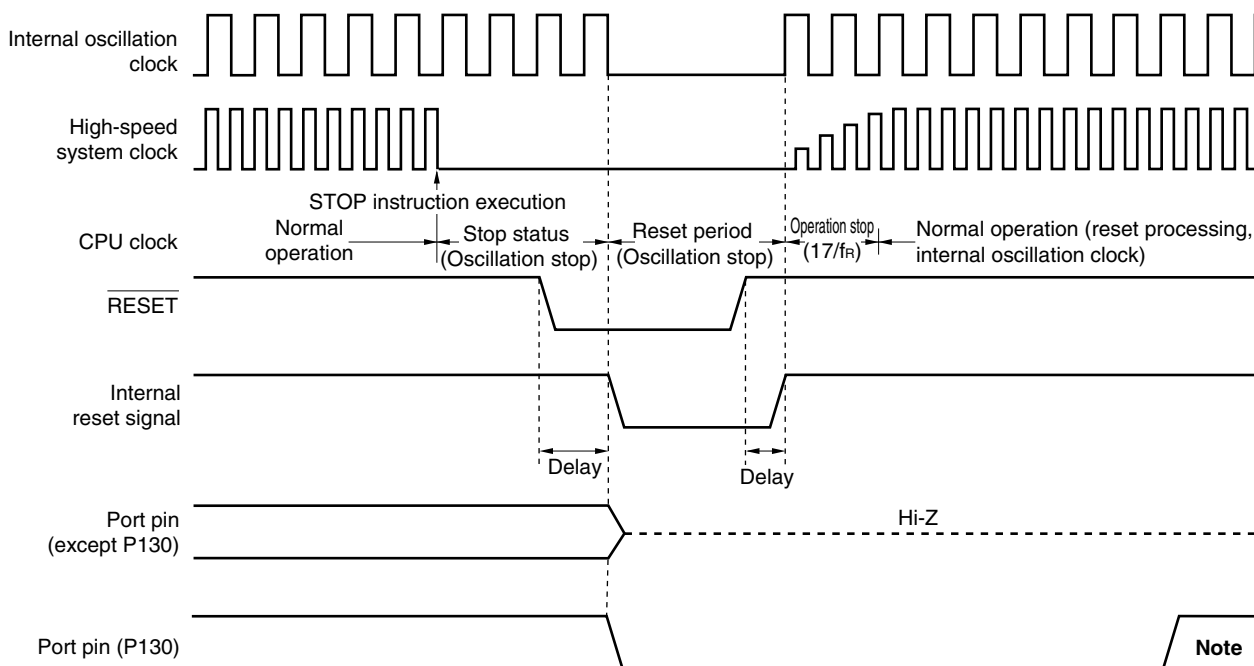 Internal oscillation
clock
High-speed
system clock
STOP instruction execution
CPU clock
Normal
operation
Stop status
(Oscillation stop)
Reset period
(Oscillation stop)
Operation stop
(17/fR)
Normal operation (reset processing,
internal oscillation clock)
RESET
Internal
reset signal
Delay
Delay
Port pin
(except P130)
Hi-Z
Port pin (P130)
Note